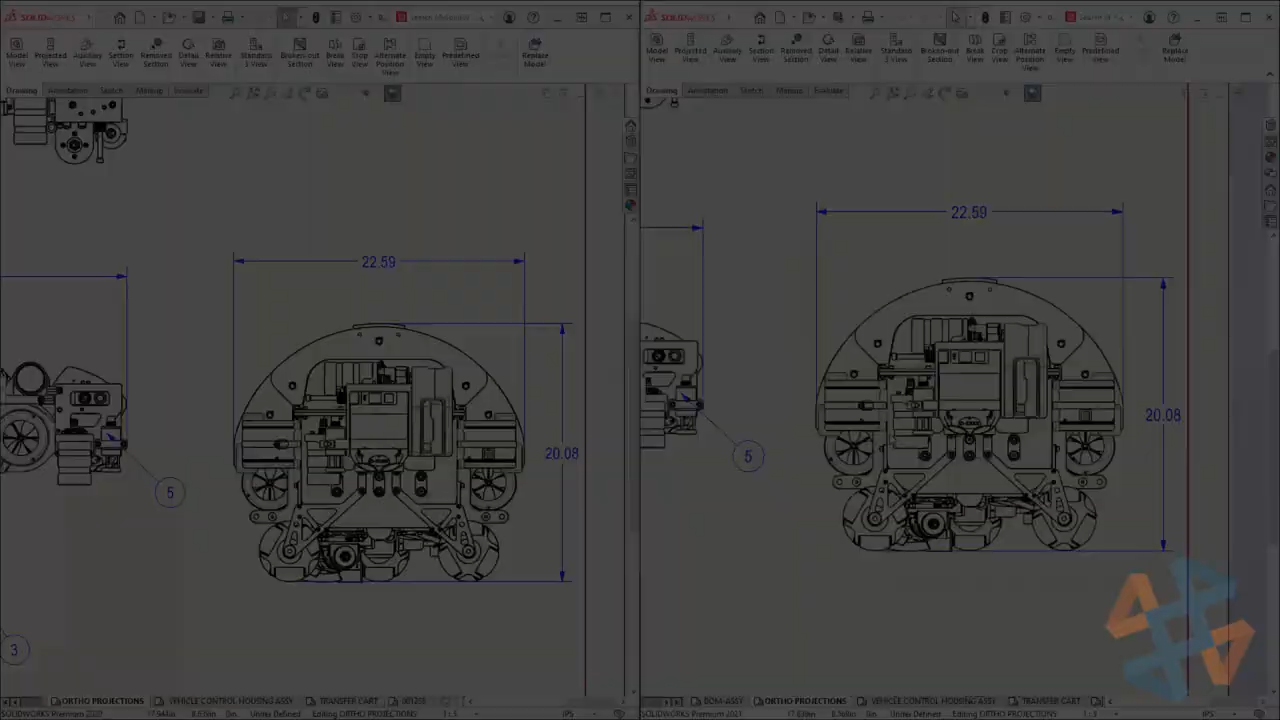 SOLIDWORKS
Model View
Projected View
Auxiliary View
Section View
Removed Section
Detail View
Relative View
Standard 3 View
Broken-out Section
Break View
Crop View
Alternate Position View
Empty View
Predefined View
Replace Model
Drawing
Annotation
Sketch
Markup
Evaluate
22.59
20.08
5
3
ORTHO PROJECTIONS
VEHICLE CONTROL HOUSING ASSY
TRANSFER CART
SOLIDWORKS Premium 2020
Under Defined
Editing ORTHO PROJECTIONS
IPS
SOLIDWORKS
Model View
Projected View
Auxiliary View
Section View
Removed Section
Detail View
Relative View
Standard 3 View
Broken-out Section
Break View
Crop View
Alternate Position View
Empty View
Predefined View
Replace Model
Drawing
Annotation
Sketch
Markup
Evaluate
22.59
20.08
5
BOM-ASSY
ORTHO PROJECTIONS
VEHICLE CONTROL HOUSING ASSY
TRANSFER CART
SOLIDWORKS Premium 2021
Under Defined
Editing ORTHO PROJECTIONS
IPS